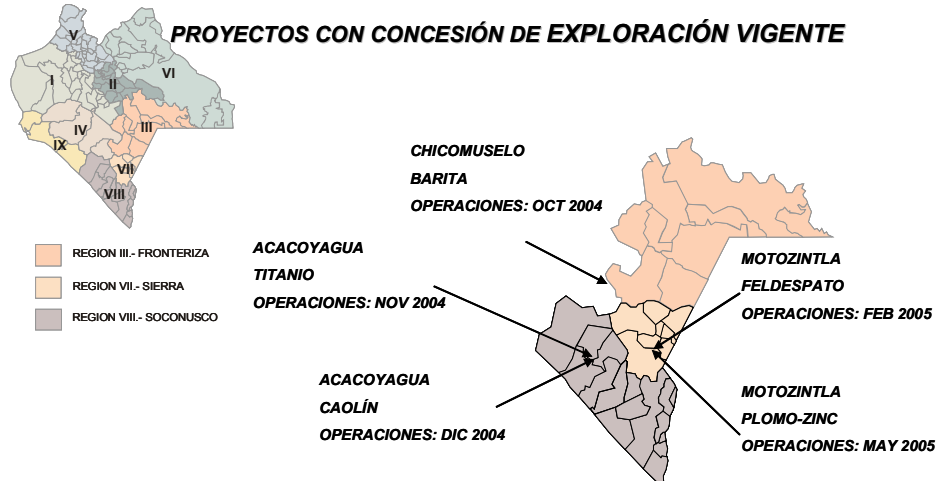 PROYECTOS CON CONCESIÓN DE EXPLORACIÓN VIGENTE
V
I
II
VI
III
IV
IX
VII
VIII
REGION III.- FRONTERIZA
REGION VII.- SIERRA
REGION VIII.- SOCONUSCO
CHICOMUSELO
BARITA
OPERACIONES: OCT 2004
ACACOYAGUA
TITANIO
OPERACIONES: NOV 2004
MOTOZINTLA
FELDESPATO
OPERACIONES: FEB 2005
ACACOYAGUA
CAOLÍN
OPERACIONES: DIC 2004
MOTOZINTLA
PLOMO-ZINC
OPERACIONES: MAY 2005